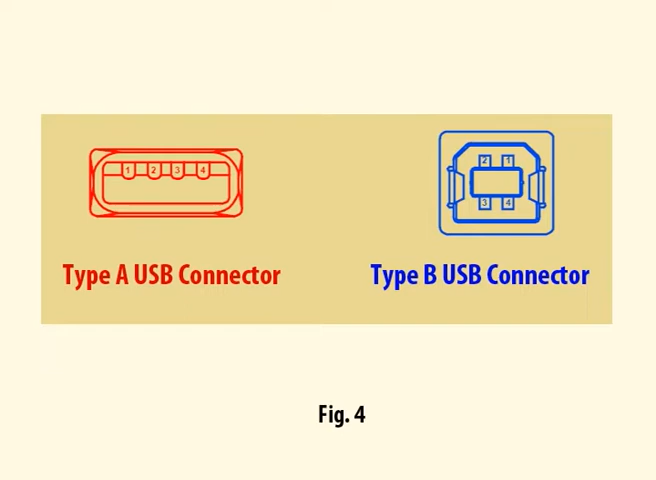 1 2 3 4
2 1
3 4
Type A USB Connector
Type B USB Connector
Fig. 4